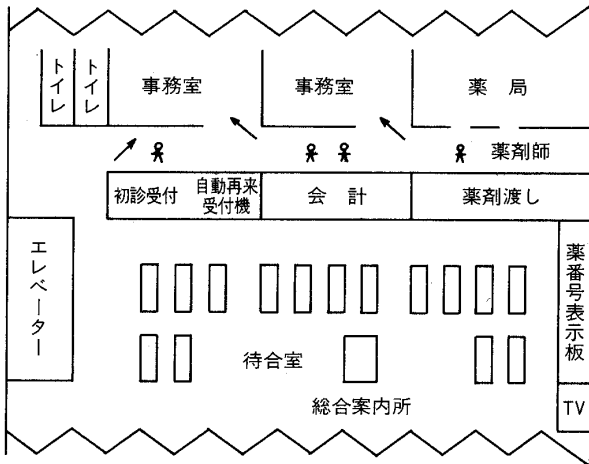 トイレ
トイレ
事務室
事務室
薬局
薬剤師
初診受付
自動再来
受付機
会計
薬剤渡し
エレベーター
薬番号表示板
待合室
総合案内所
TV